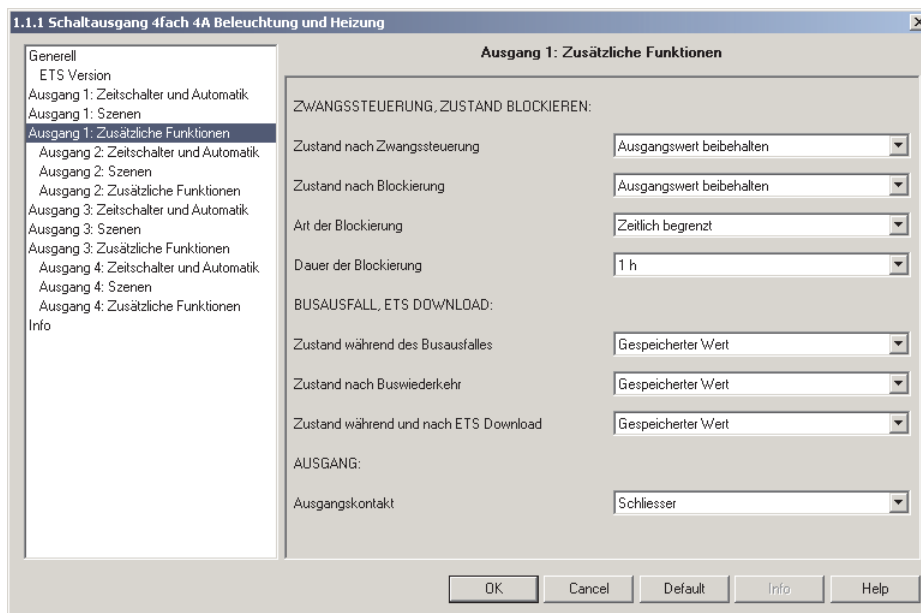 1.1.1 Schaltausgang 4fach 4A Beleuchtung und Heizung
Generell
ETS Version
Ausgang 1: Zeitschalter und Automatik
Ausgang 1: Szenen
Ausgang 1: Zusätzliche Funktionen
Ausgang 2: Zeitschalter und Automatik
Ausgang 2: Szenen
Ausgang 2: Zusätzliche Funktionen
Ausgang 3: Zeitschalter und Automatik
Ausgang 3: Szenen
Ausgang 3: Zusätzliche Funktionen
Ausgang 4: Zeitschalter und Automatik
Ausgang 4: Szenen
Ausgang 4: Zusätzliche Funktionen
Info
Ausgang 1: Zusätzliche Funktionen
ZWANGSSTEUERUNG, ZUSTAND BLOCKIEREN:
Zustand nach Zwangssteuerung Ausgangswert beibehalten
Zustand nach Blockierung Ausgangswert beibehalten
Art der Blockierung Zeitlich begrenzt
Dauer der Blockierung 1 h
BUSAUSFALL, ETS DOWNLOAD:
Zustand während des Busausfalles Gespeicherter Wert
Zustand nach Buswiederkehr Gespeicherter Wert
Zustand während und nach ETS Download Gespeicherter Wert
AUSGANG:
Ausgangskontakt Schliesser
OK Cancel Default Info Help